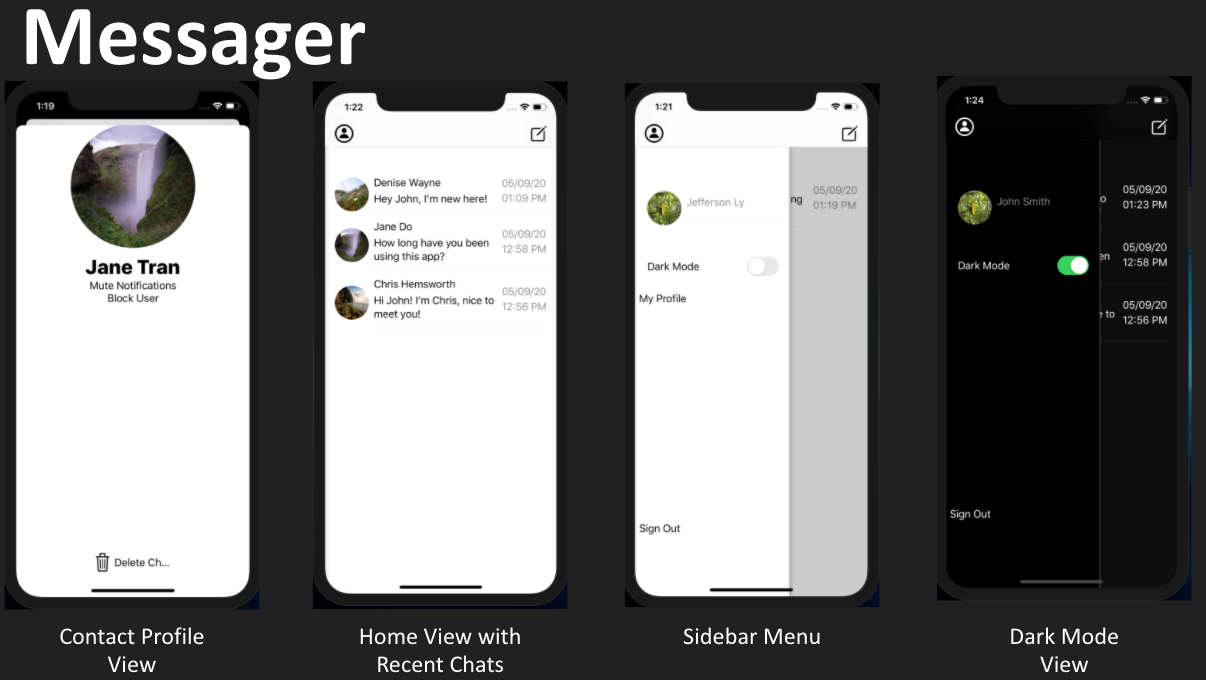 Messager
1:19
Jane Tran
Mute Notifications
Block User
Delete Ch...
Contact Profile
View
1:22
Denise Wayne
05/09/20
Hey John, I'm new here!
01:09 PM
Jane Do
05/09/20
How long have you been
12:58 PM
using this app?
Chris Hemsworth
05/09/20
Hi John! I'm Chris, nice to
12:56 PM
meet you!
Home View with
Recent Chats
1:21
05/09/20
Jefferson Ly
ng
01:19 PM
Dark Mode
My Profile
Sign Out
Sidebar Menu
1:24
05/09/20
John Smith
o
01:23 PM
05/09/20
en
12:58 PM
Dark Mode
05/09/20
e to
12:56 PM
Sign Out
Dark Mode
View